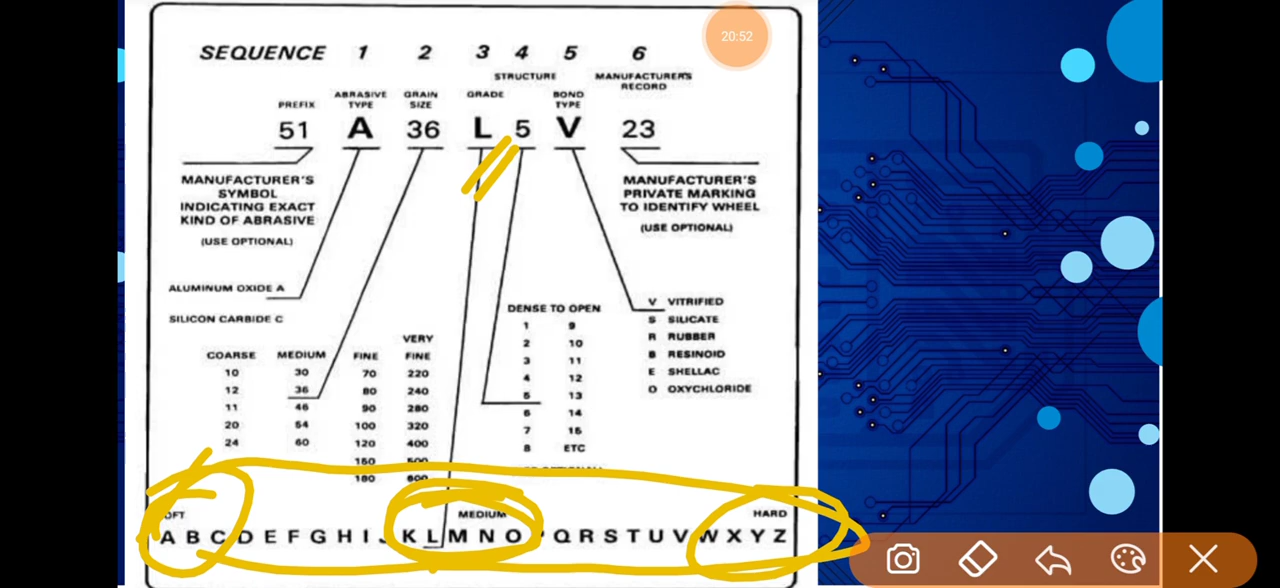 20:52
SEQUENCE 1 2 3 4 5 6
STRUCTURE MANUFACTURER'S
RECORD
PREFIX ABRASIVE TYPE GRAIN SIZE GRADE BOND TYPE
51 A 36 L 5 V 23
MANUFACTURER'S
SYMBOL
INDICATING EXACT
KIND OF ABRASIVE
(USE OPTIONAL)
MANUFACTURER'S
PRIVATE MARKING
TO IDENTIFY WHEEL
(USE OPTIONAL)
ALUMINUM OXIDE A
SILICON CARBIDE C
COARSE MEDIUM FINE VERY FINE
10 30 70 220
12 36 80 240
11 46 90 280
20 54 100 320
24 60 120 400
150 500
180 600
DENSE TO OPEN
1 9
2 10
3 11
4 12
5 13
6 14
7 15
8 ETC
V VITRIFIED
S SILICATE
R RUBBER
B RESINOID
E SHELLAC
O OXYCHLORIDE
MEDIUM HARD
A B C D E F G H I K L M N O Q R S T U V W X Y Z